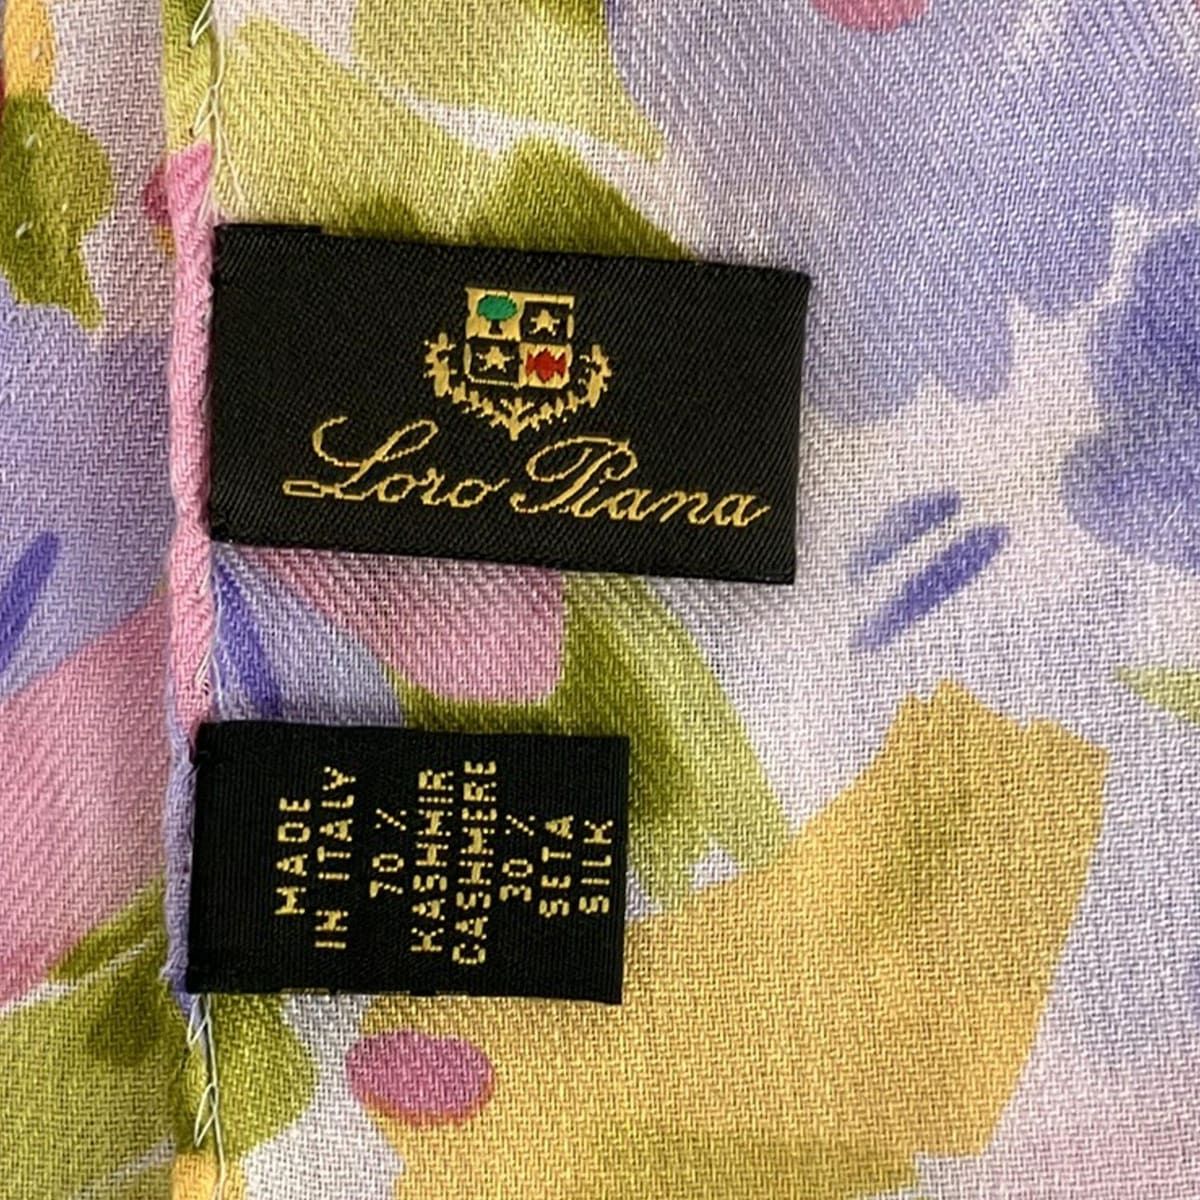 Loro Piana
MADE
IN ITALY
70%
KASHMIR
CASHMERE
30%
SETA
SILK